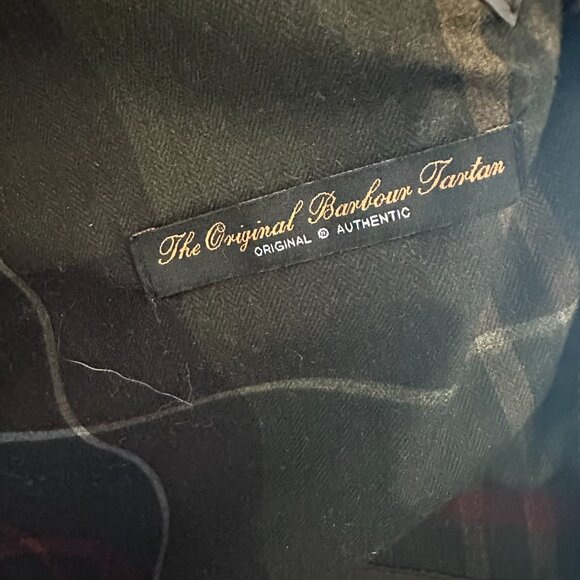 The Original Barbour Tartan
ORIGINAL ® AUTHENTIC